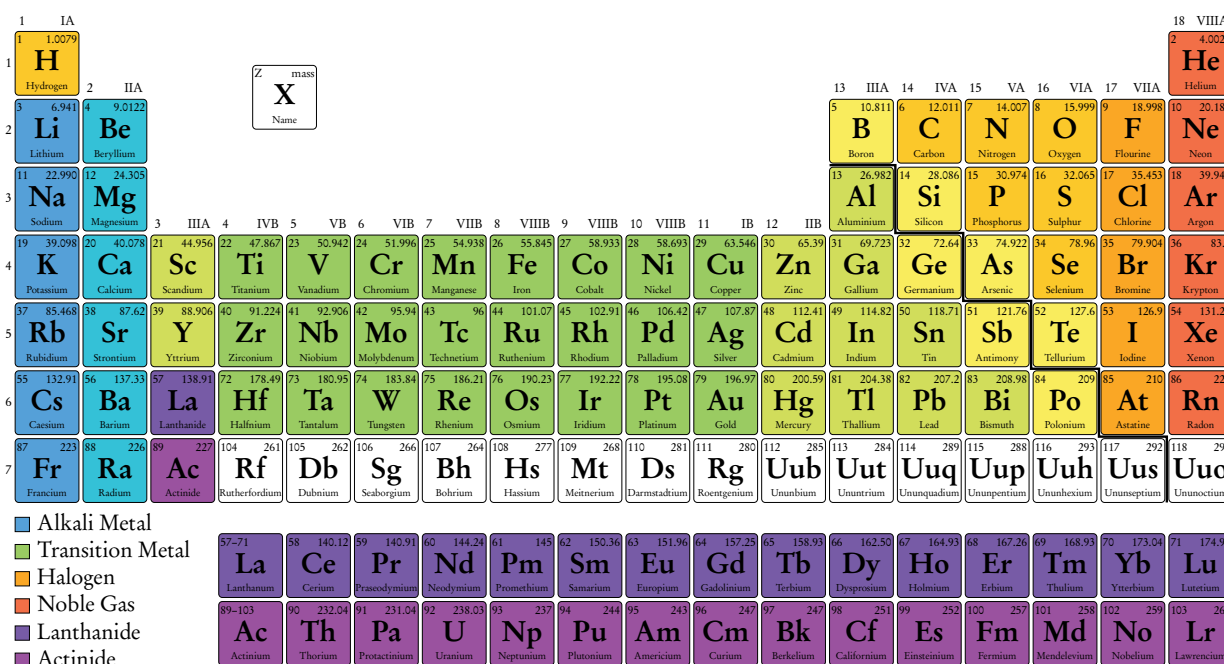 1 IA 18 VIIIA
1 1.0079 2 4.002
1 H He
Hydrogen Z mass Helium
2 IIA X 13 IIIA 14 IVA 15 VA 16 VIA 17 VIIA
Name
3 6.941 4 9.0122 5 10.811 6 12.011 7 14.007 8 15.999 9 18.998 10 20.18
2 Li Be B C N O F Ne
Lithium Beryllium Boron Carbon Nitrogen Oxygen Flourine Neon
11 22.990 12 24.305 13 26.982 14 28.086 15 30.974 16 32.065 17 35.453 18 39.94
3 Na Mg Al Si P S Cl Ar
Sodium Magnesium 3 IIIA 4 IVB 5 VB 6 VIB 7 VIIB 8 VIIIB 9 VIIIB 10 VIIIB 11 IB 12 IIB Aluminium Silicon Phosphorus Sulphur Chlorine Argon
19 39.098 20 40.078 21 44.956 22 47.867 23 50.942 24 51.996 25 54.938 26 55.845 27 58.933 28 58.693 29 63.546 30 65.39 31 69.723 32 72.64 33 74.922 34 78.96 35 79.904 36 83.
4 K Ca Sc Ti V Cr Mn Fe Co Ni Cu Zn Ga Ge As Se Br Kr
Potassium Calcium Scandium Titanium Vanadium Chromium Manganese Iron Cobalt Nickel Copper Zinc Gallium Germanium Arsenic Selenium Bromine Krypton
37 85.468 38 87.62 39 88.906 40 91.224 41 92.906 42 95.94 43 96 44 101.07 45 102.91 46 106.42 47 107.87 48 112.41 49 114.82 50 118.71 51 121.76 52 127.6 53 126.9 54 131.2
5 Rb Sr Y Zr Nb Mo Tc Ru Rh Pd Ag Cd In Sn Sb Te I Xe
Rubidium Strontium Yttrium Zirconium Niobium Molybdenum Technetium Ruthenium Rhodium Palladium Silver Cadmium Indium Tin Antimony Tellurium Iodine Xenon
55 132.91 56 137.33 57 138.91 72 178.49 73 180.95 74 183.84 75 186.21 76 190.23 77 192.22 78 195.08 79 196.97 80 200.59 81 204.38 82 207.2 83 208.98 84 209 85 210 86 22
6 Cs Ba La Hf Ta W Re Os Ir Pt Au Hg Tl Pb Bi Po At Rn
Caesium Barium Lanthanide Halfnium Tantalum Tungsten Rhenium Osmium Iridium Platinum Gold Mercury Thallium Lead Bismuth Polonium Astatine Radon
87 223 88 226 89 227 104 261 105 262 106 266 107 264 108 277 109 268 110 281 111 280 112 285 113 284 114 289 115 288 116 293 117 292 118 29
7 Fr Ra Ac Rf Db Sg Bh Hs Mt Ds Rg Uub Uut Uuq Uup Uuh Uus Uuo
Francium Radium Actinide Rutherfordium Dubnium Seaborgium Bohrium Hassium Meitnerium Darmstadtium Roentgenium Ununbium Ununtrium Ununquadium Ununpentium Ununhexium Ununseptium Ununoctium
Alkali Metal
Transition Metal
Halogen
Noble Gas
Lanthanide
Actinide
57-71 58 140.12 59 140.91 60 144.24 61 145 62 150.36 63 151.96 64 157.25 65 158.93 66 162.50 67 164.93 68 167.26 69 168.93 70 173.04 71 174.9
La Ce Pr Nd Pm Sm Eu Gd Tb Dy Ho Er Tm Yb Lu
Lanthanum Cerium Praseodymium Neodymium Promethium Samarium Europium Gadolinium Terbium Dysprosium Holmium Erbium Thulium Ytterbium Lutetium
89-103 90 232.04 91 231.04 92 238.03 93 237 94 244 95 243 96 247 97 247 98 251 99 252 100 257 101 258 102 259 103 26
Ac Th Pa U Np Pu Am Cm Bk Cf Es Fm Md No Lr
Actinium Thorium Protactinium Uranium Neptunium Plutonium Americium Curium Berkelium Californium Einsteinium Fermium Mendelevium Nobelium Lawrencium